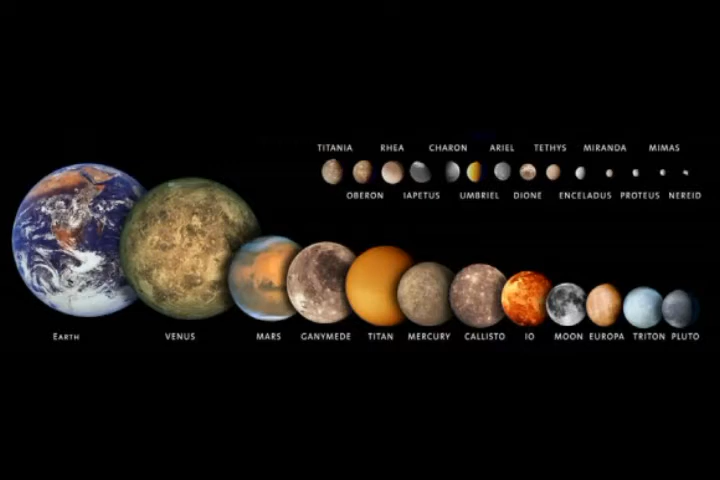 TITANIA RHEA CHARON ARIEL TETHYS MIRANDA MIMAS
OBERON IAPETUS UMBRIEL DIONE ENCELADUS PROTEUS NEREID
EARTH VENUS MARS GANYMEDE TITAN MERCURY CALLISTO IO MOON EUROPA TRITON PLUTO